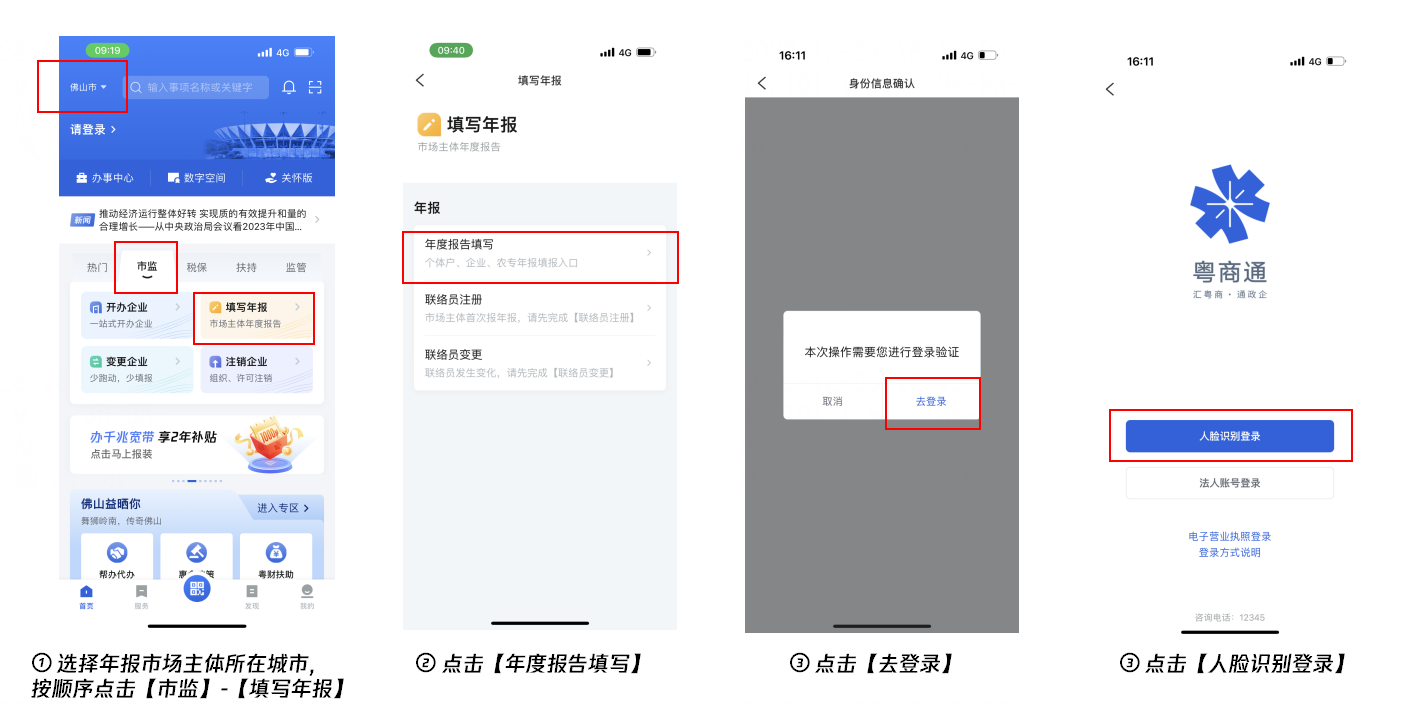 09:19
4G
佛山市
输入事项名称或关键字
请登录
办事中心
数字空间
关怀版
新闻
推动经济运行整体好转 实现质的有效提升和量的
合理增长——从中央政治局会议看2023年中国...
热门
市监
税保
扶持
监管
开办企业
一站式开办企业
填写年报
市场主体年度报告
变更企业
少跑动，少填报
注销企业
组织、许可注销
办千兆宽带 享2年补贴
点击马上报装
1000P
佛山益晒你
舞狮岭南，传奇佛山
进入专区
帮办代办
粤财扶助
首页
服务
发现
我的
① 选择年报市场主体所在城市，
按顺序点击【市监】-【填写年报】
09:40
4G
填写年报
填写年报
市场主体年度报告
年报
年度报告填写
个体户、企业、农专年报填报入口
联络员注册
市场主体首次报年报、请先完成【联络员注册】
联络员变更
联络员发生变化，请先完成【联络员变更】
② 点击【年度报告填写】
16:11
4G
身份信息确认
本次操作需要您进行登录验证
取消
去登录
③ 点击【去登录】
16:11
4G
粤商通
汇粤商·通政企
人脸识别登录
法人账号登录
电子营业执照登录
登录方式说明
咨询电话：12345
③ 点击【人脸识别登录】